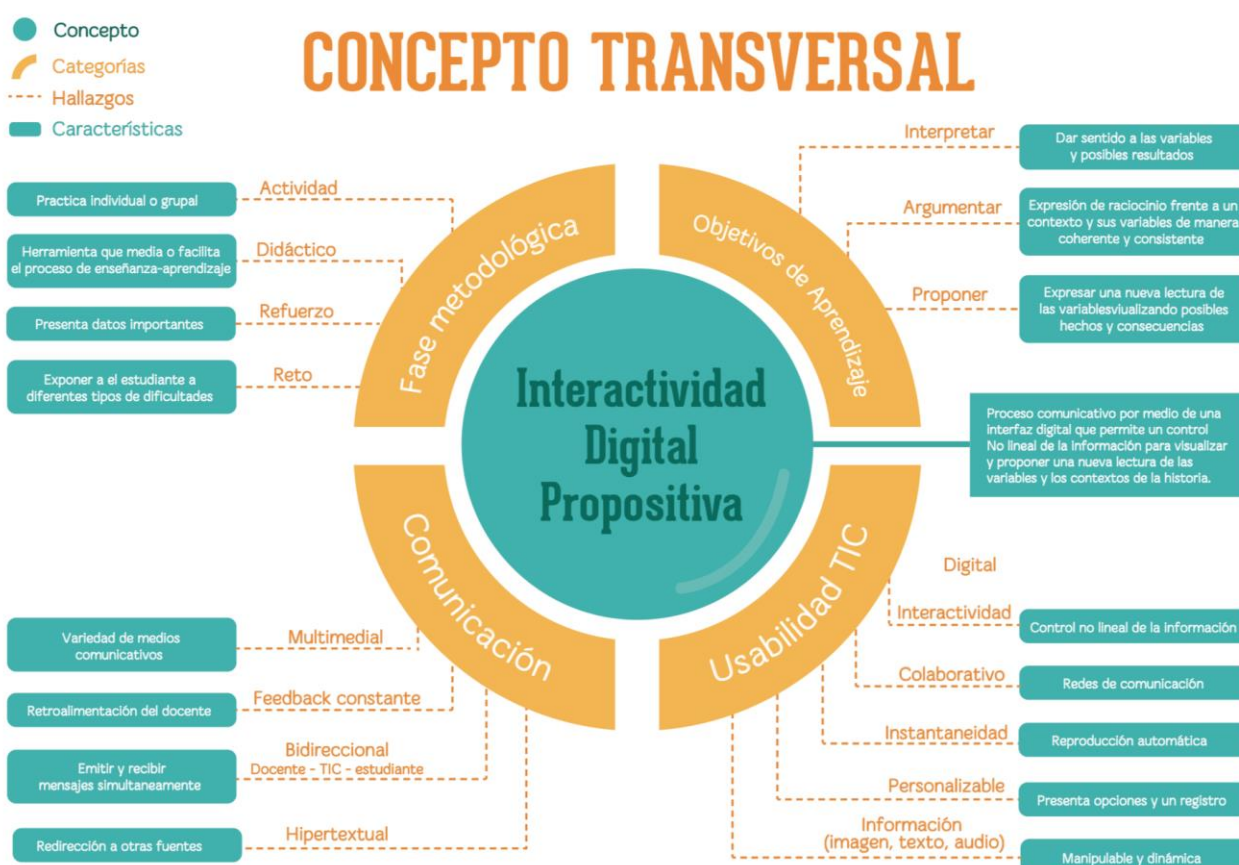 Concepto
Categorías
Hallazgos
Características
CONCEPTO TRANSVERSAL
Actividad
Practica individual o grupal
Didáctico
Herramienta que media o facilita
el proceso de enseñanza-aprendizaje
Refuerzo
Presenta datos importantes
Reto
Exponer a el estudiante a
diferentes tipos de dificultades
Fase metodológica
Objetivos de Aprendizaje
Interpretar
Dar sentido a las variables
y posibles resultados
Argumentar
Expresión de raciocinio frente a un
contexto y sus variables de manera
coherente y consistente
Proponer
Expresar una nueva lectura de
las variablesviualizando posibles
hechos y consecuencias
Interactividad
Digital
Propositiva
Proceso comunicativo por medio de una
interfaz digital que permite un control
No lineal de la información para visualizar
y proponer una nueva lectura de las
variables y los contextos de la historia.
Comunicación
Multimedial
Variedad de medios
comunicativos
Feedback constante
Retroalimentación del docente
Bidireccional
Docente - TIC - estudiante
Emitir y recibir
mensajes simultaneamente
Hipertextual
Redirección a otras fuentes
Usabilidad TIC
Digital
Interactividad
Control no lineal de la información
Colaborativo
Redes de comunicación
Instantaneidad
Reproducción automática
Personalizable
Presenta opciones y un registro
Información
(imagen, texto, audio)
Manipulable y dinámica